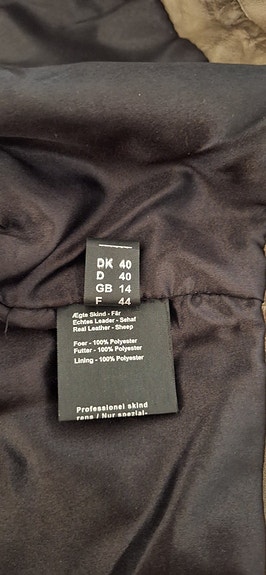 DK 40
D 40
GB 14
F 44
Ægte Skind - Får
Echtes Leader - Schaf
Real Leather - Sheep
Foer - 100% Polyester
Futter - 100% Polyester
Lining - 100% Polyester
Professionel skind
rens / Nur spezial-